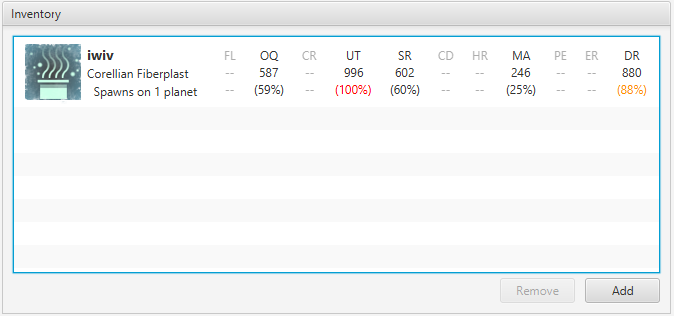 Inventory
iwiv FL OQ CR UT SR CD HR MA PE ER DR
Corellian Fiberplast -- 587 -- 996 602 -- -- 246 -- -- 880
Spawns on 1 planet -- (59%) -- (100%) (60%) -- -- (25%) -- -- (88%)
Remove Add